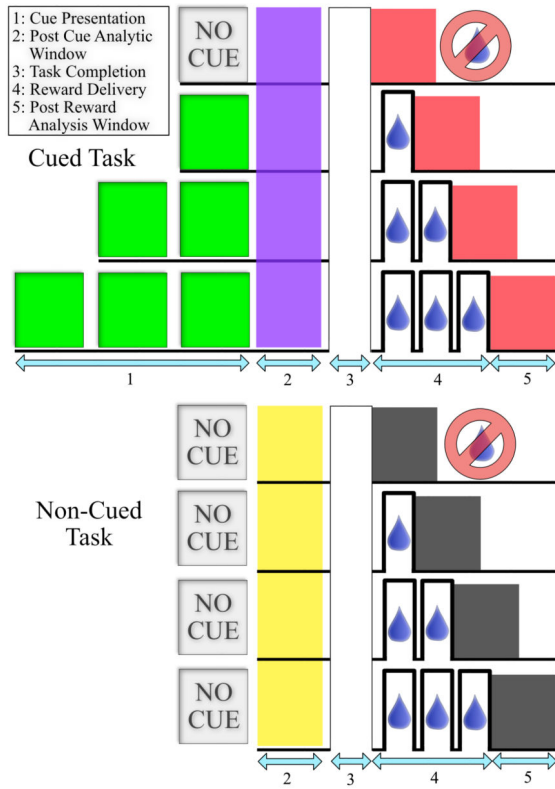 1: Cue Presentation
2: Post Cue Analytic
Window
3: Task Completion
4: Reward Delivery
5: Post Reward
Analysis Window
NO
CUE
Cued Task
1
2
3
4
5
NO
CUE
Non-Cued
Task
NO
CUE
NO
CUE
NO
CUE
2
3
4
5